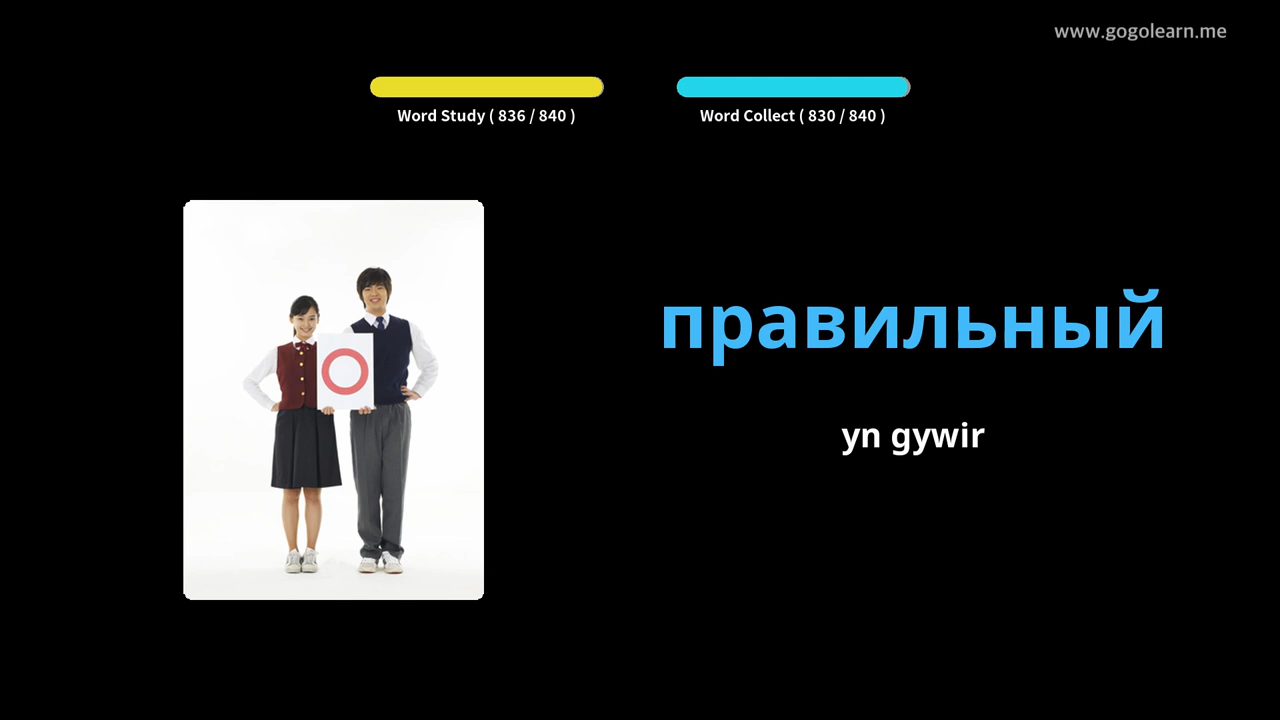 www.gogolearn.me
Word Study ( 836 / 840 )
Word Collect ( 830 / 840 )
правильный
yn gywir